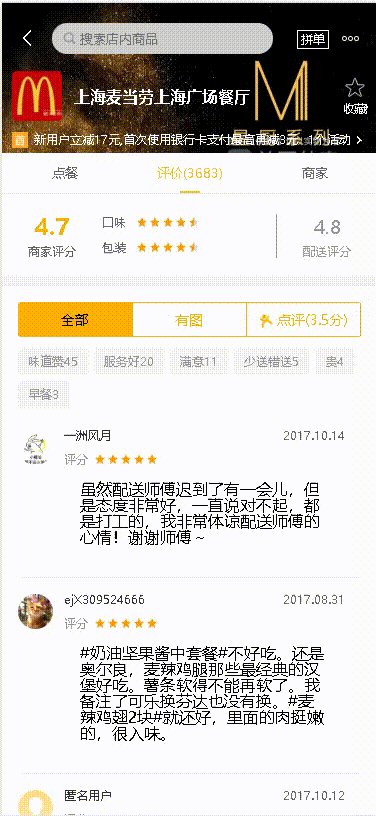 搜索店内商品
拼单
上海麦当劳上海广场餐厅
收藏
首 新用户立减17元,首次使用银行卡支付最高再减3元
10个活动
点餐 评价(3683) 商家
4.7
商家评分
口味
包装
4.8
配送评分
全部 有图 点评(3.5分)
味道赞45 服务好20 满意11 少送错送5 贵4
早餐3
一洲风月 2017.10.14
评分
虽然配送师傅迟到了有一会儿，但
是态度非常好，一直说对不起，都
是打工的，我非常体谅配送师傅的
心情！谢谢师傅～
ejX309524666 2017.08.31
评分
#奶油坚果酱中套餐#不好吃。还是
奥尔良，麦辣鸡腿那些最经典的汉
堡好吃。薯条软得不能再软了。我
备注了可乐换芬达也没有换。#麦
辣鸡翅2块#就还好，里面的肉挺嫩
的，很入味。
匿名用户 2017.10.12